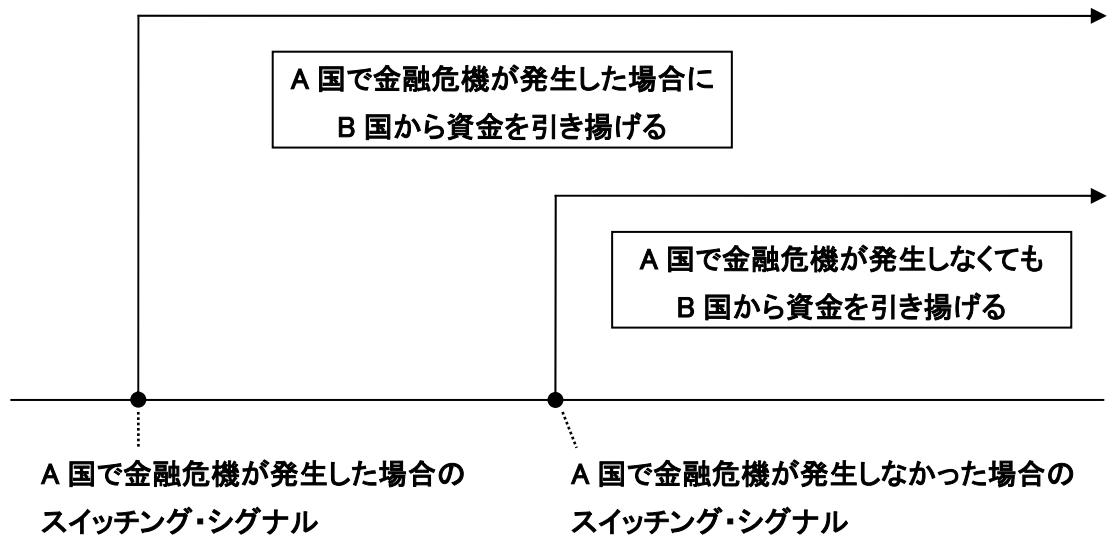 A 国で金融危機が発生した場合に
B 国から資金を引き揚げる
A 国で金融危機が発生しなくても
B 国から資金を引き揚げる
A 国で金融危機が発生した場合の
スイッチング・シグナル
A 国で金融危機が発生しなかった場合の
スイッチング・シグナル